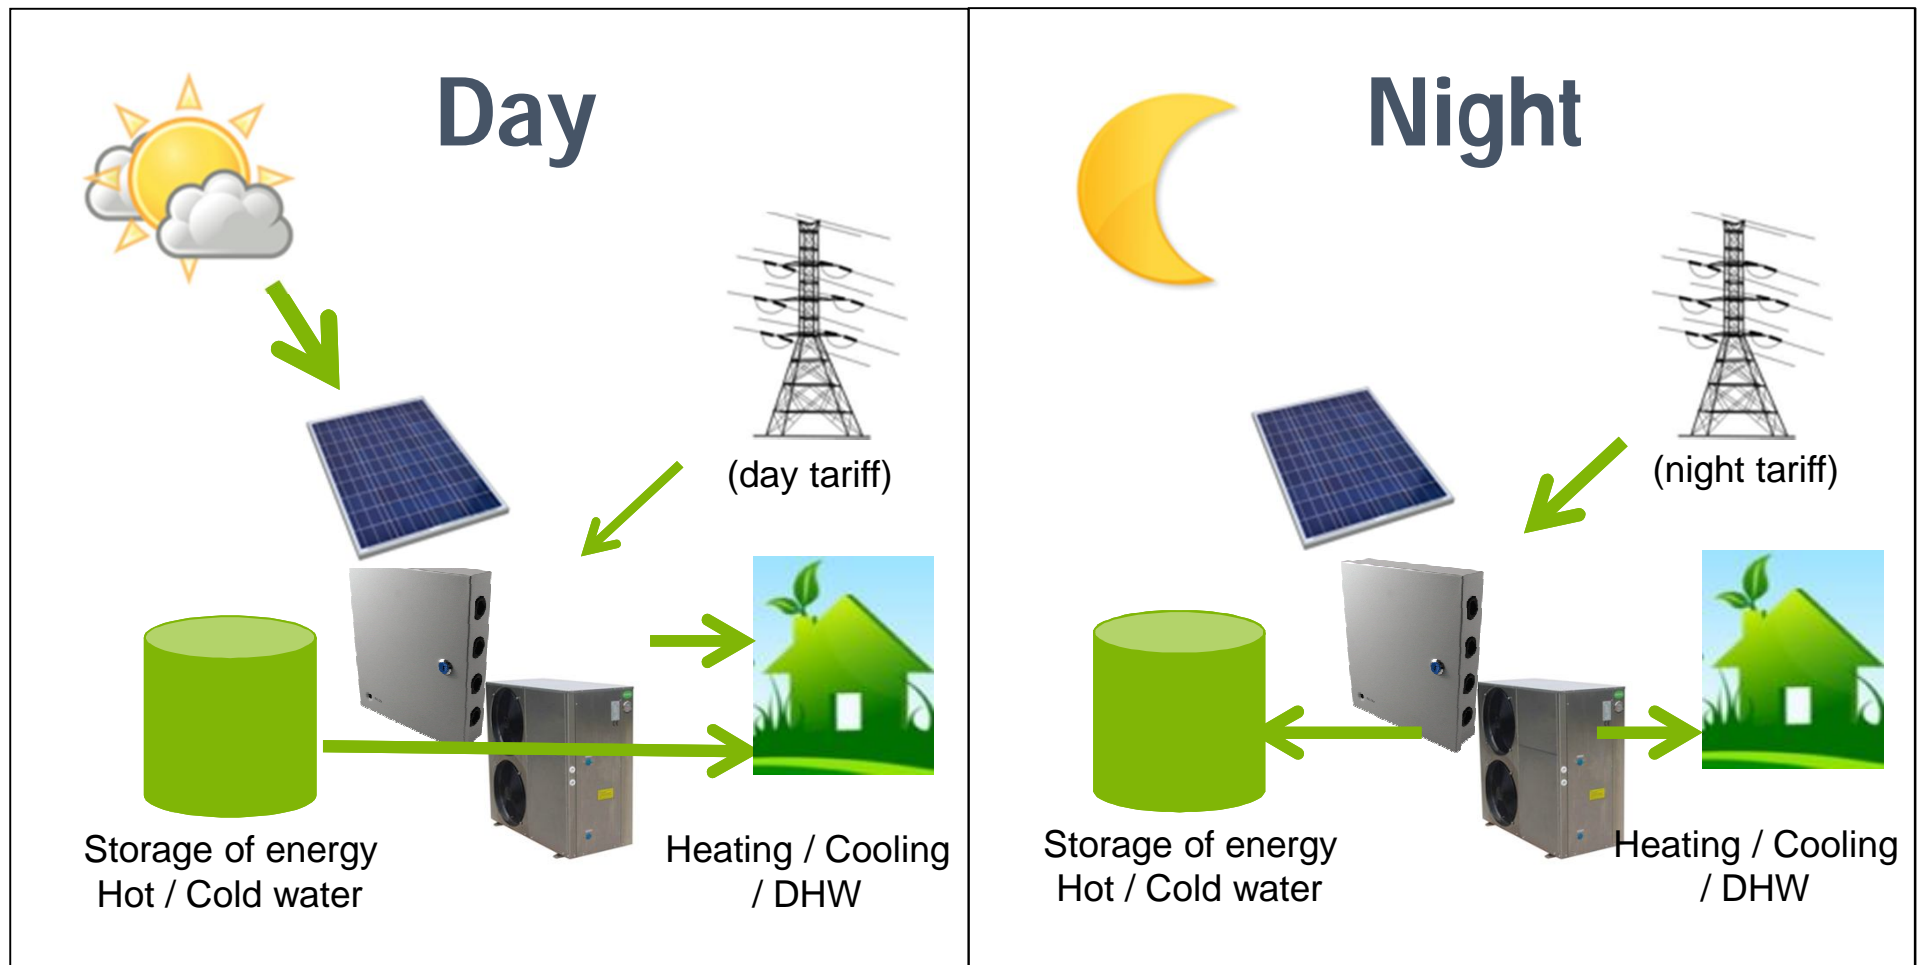 Day
(day tariff)
Storage of energy
Hot / Cold water
Heating / Cooling
/ DHW
Night
(night tariff)
Storage of energy
Hot / Cold water
Heating / Cooling
/ DHW